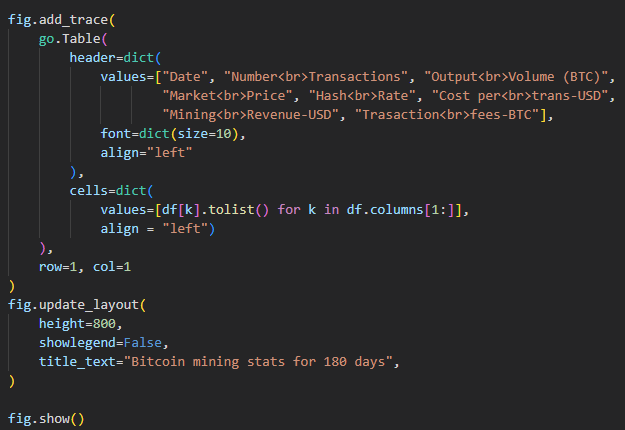 fig.add_trace(
    go.Table(
        header=dict(
            values=["Date", "Number<br>Transactions", "Output<br>Volume (BTC)",
                    "Market<br>Price", "Hash<br>Rate", "Cost per<br>trans-USD",
                    "Mining<br>Revenue-USD", "Trasaction<br>fees-BTC"],
            font=dict(size=10),
            align="left"
        ),
        cells=dict(
            values=[df[k].tolist() for k in df.columns[1:]],
            align = "left")
    ),
    row=1, col=1
)
fig.update_layout(
    height=800,
    showlegend=False,
    title_text="Bitcoin mining stats for 180 days",
)

fig.show()